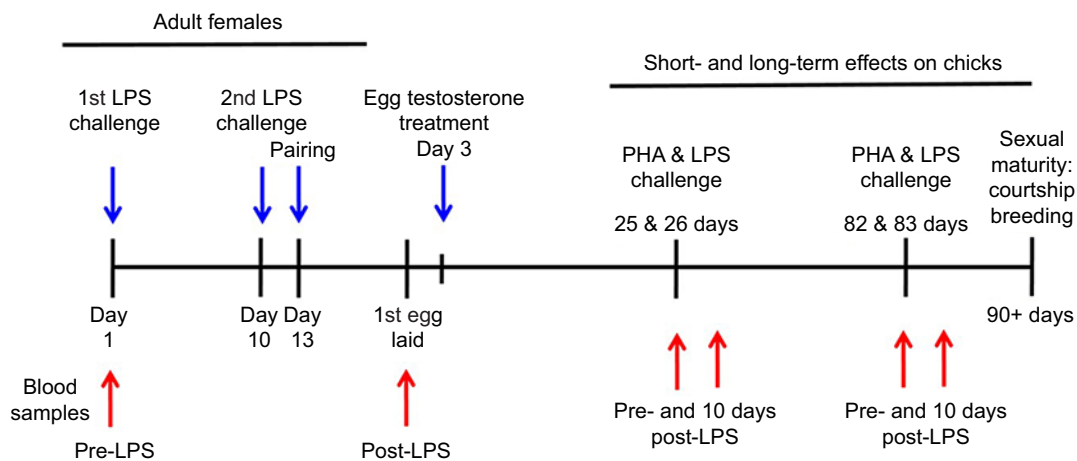 Adult females
Short- and long-term effects on chicks
1st LPS
challenge
2nd LPS
challenge
Pairing
Egg testosterone
treatment
Day 3
PHA & LPS
challenge
25 & 26 days
PHA & LPS
challenge
82 & 83 days
Sexual
maturity:
courtship
breeding
Day
1
Day
10
Day
13
1st egg
laid
90+ days
Blood
samples
Pre-LPS
Post-LPS
Pre- and 10 days
post-LPS
Pre- and 10 days
post-LPS